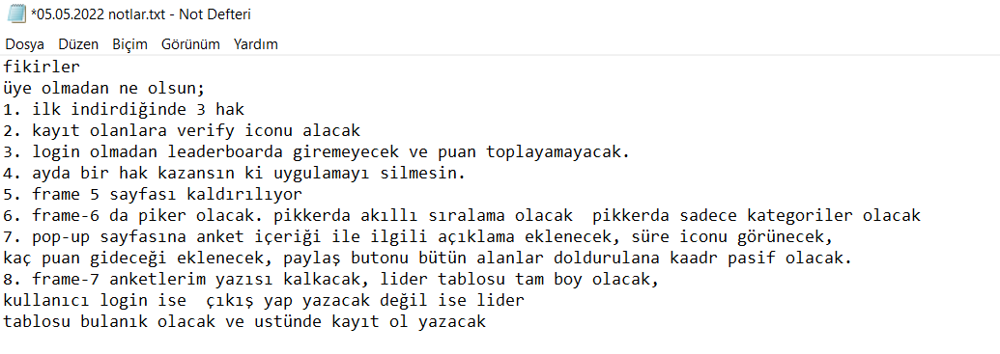 *05.05.2022 notlar.txt - Not Defteri
Dosya Düzen Biçim Görünüm Yardım
fikirler
üye olmadan ne olsun;
1. ilk indirdiğinde 3 hak
2. kayıt olanlara verify iconu alacak
3. login olmadan leaderboarda giremeyecek ve puan toplayamayacak.
4. ayda bir hak kazansın ki uygulamayı silmesin.
5. frame 5 sayfası kaldırılıyor
6. frame-6 da piker olacak. pikkerda akıllı sıralama olacak  pikkerda sadece kategoriler olacak
7. pop-up sayfasına anket içeriği ile ilgili açıklama eklenecek, süre iconu görünecek,
kaç puan gideceği eklenecek, paylaş butonu bütün alanlar doldurulana kaadr pasif olacak.
8. frame-7 anketlerim yazısı kalkacak, lider tablosu tam boy olacak,
kullanıcı login ise  çıkış yap yazacak değil ise lider
tablosu bulanık olacak ve ustünde kayıt ol yazacak